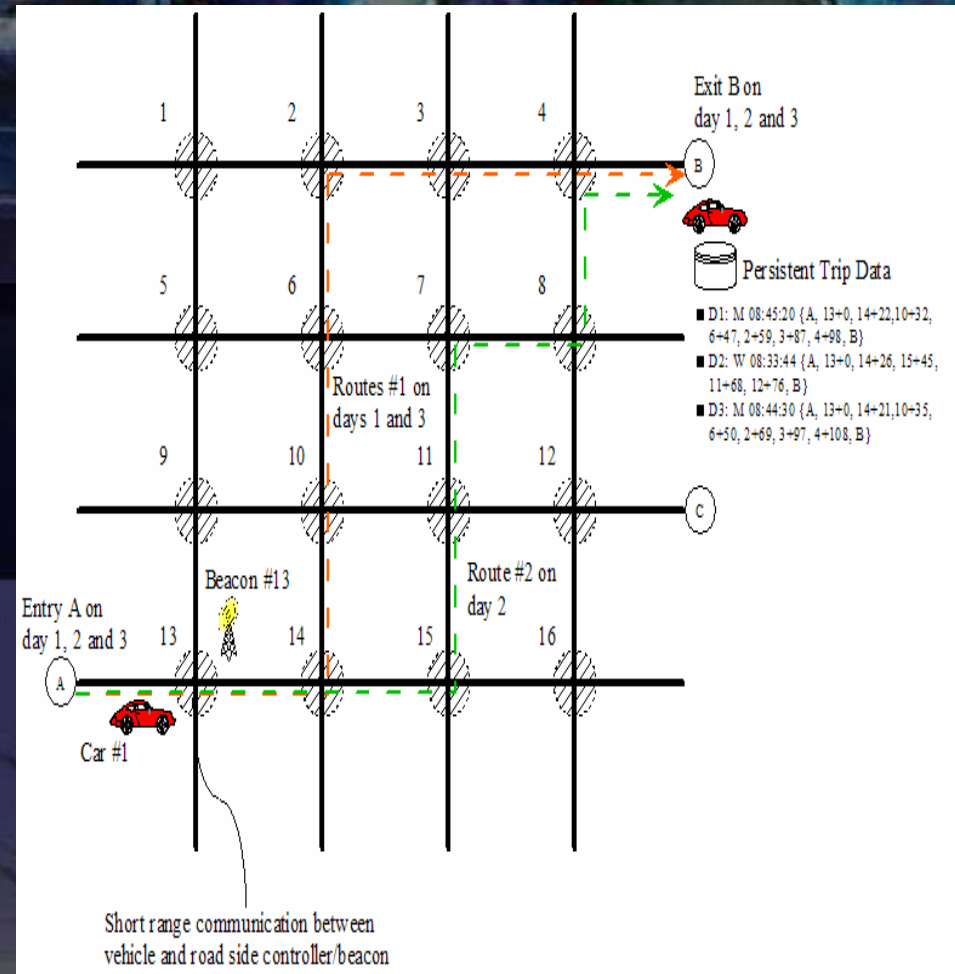 1
2
3
4
Exit B on
day 1, 2 and 3
B
5
6
7
8
Persistent Trip Data
■ D1: M 08:45:20 {A, 13+0, 14+22,10+32,
6+47, 2+59, 3+87, 4+98, B}
■ D2: W 08:33:44 {A, 13+0, 14+26, 15+45,
11+68, 12+76, B}
■ D3: M 08:44:30 {A, 13+0, 14+21,10+35,
6+50, 2+69, 3+97, 4+108, B}
Routes #1 on
days 1 and 3
9
10
11
12
C
Beacon #13
Route #2 on
day 2
Entry A on
day 1, 2 and 3
13
14
15
16
A
Car #1
Short range communication between
vehicle and road side controller/beacon